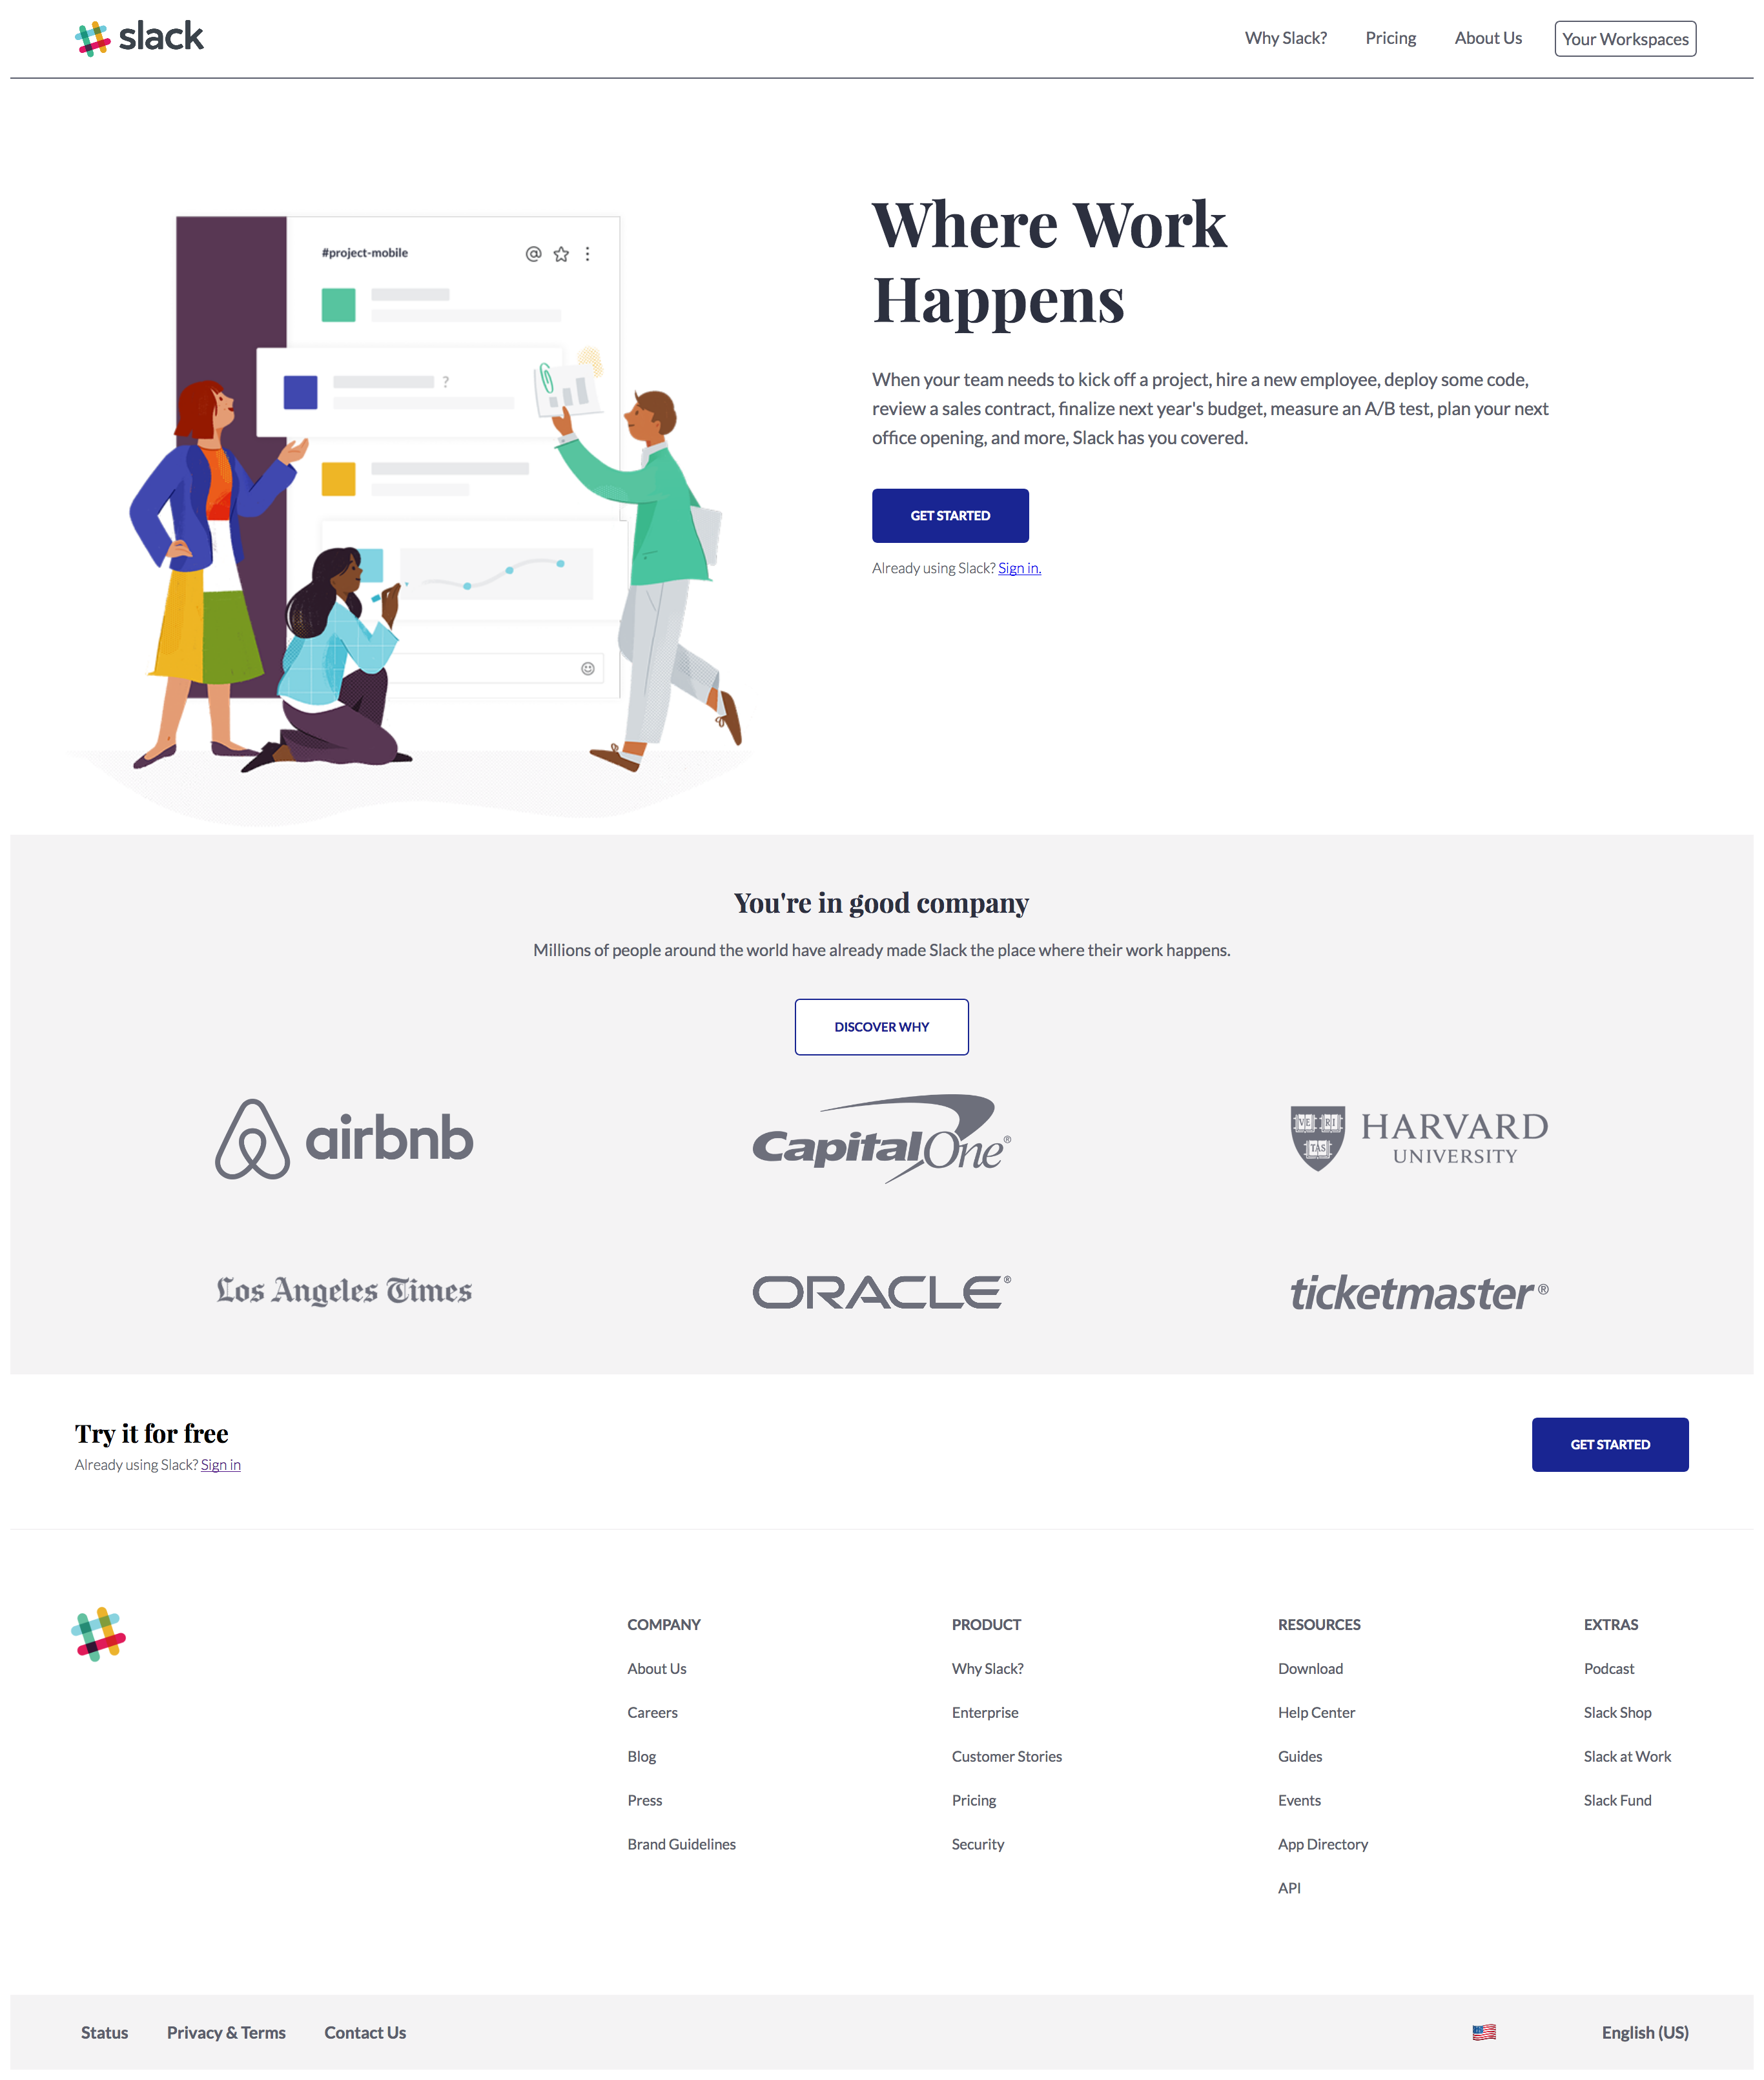 slack
Why Slack?
Pricing
About Us
Your Workspaces
#project-mobile
?
Where Work
Happens
When your team needs to kick off a project, hire a new employee, deploy some code,
review a sales contract, finalize next year's budget, measure an A/B test, plan your next
office opening, and more, Slack has you covered.
GET STARTED
Already using Slack? Sign in.
You're in good company
Millions of people around the world have already made Slack the place where their work happens.
DISCOVER WHY
airbnb
Capital One®
VE RI
TAS
HARVARD
UNIVERSITY
Los Angeles Times
ORACLE®
ticketmaster®
Try it for free
Already using Slack? Sign in
GET STARTED
COMPANY
About Us
Careers
Blog
Press
Brand Guidelines
PRODUCT
Why Slack?
Enterprise
Customer Stories
Pricing
Security
RESOURCES
Download
Help Center
Guides
Events
App Directory
API
EXTRAS
Podcast
Slack Shop
Slack at Work
Slack Fund
Status
Privacy & Terms
Contact Us
English (US)